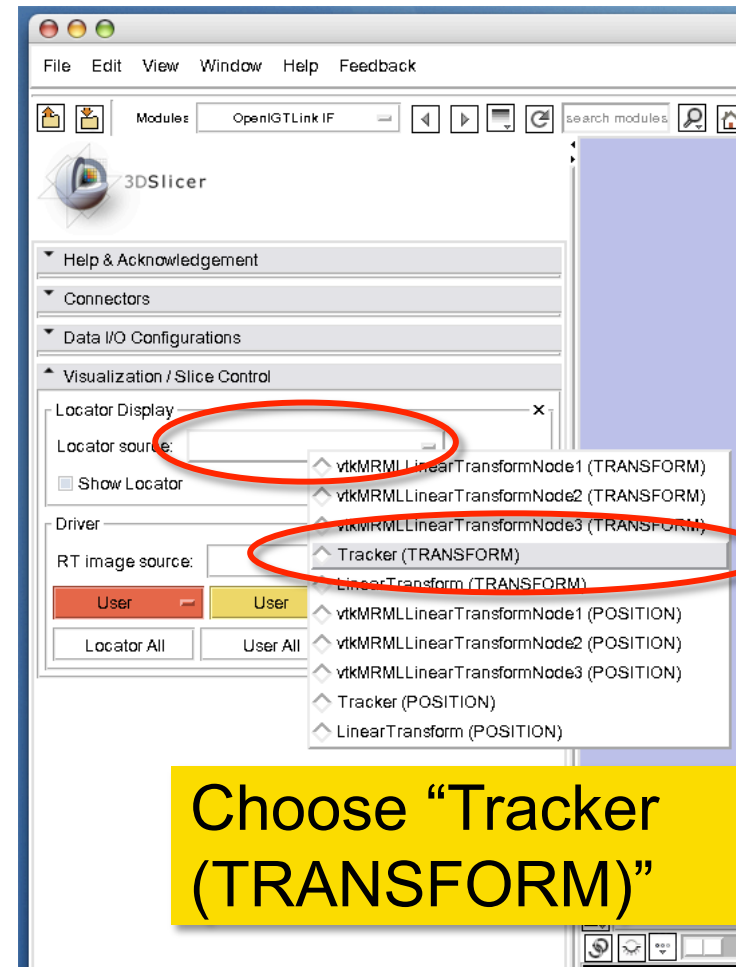 File Edit View Window Help Feedback
Modules OpenIGTLink IF search modules
3DSlicer
Help & Acknowledgement
Connectors
Data I/O Configurations
Visualization / Slice Control
Locator Display
Locator source:
Show Locator
Driver
RT image source:
User User
Locator All User All
vtkMRMLLinearTransformNode1 (TRANSFORM)
vtkMRMLLinearTransformNode2 (TRANSFORM)
vtkMRMLLinearTransformNode3 (TRANSFORM)
Tracker (TRANSFORM)
LinearTransform (TRANSFORM)
vtkMRMLLinearTransformNode1 (POSITION)
vtkMRMLLinearTransformNode2 (POSITION)
vtkMRMLLinearTransformNode3 (POSITION)
Tracker (POSITION)
LinearTransform (POSITION)
Choose “Tracker
(TRANSFORM)”